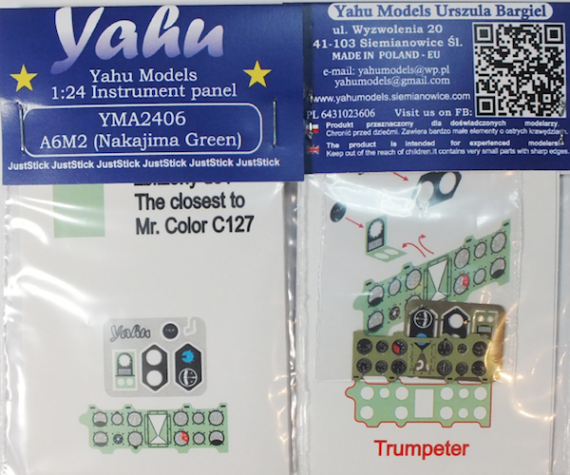 Yahu
Yahu Models
1:24 Instrument panel
YMA2406
A6M2 (Nakajima Green)
JustStick JustStick JustStick JustStick JustStick JustStick
The closest to
Mr. Color C127
Yahu
Yahu Models Urszula Bargiel
ul. Wyzwolenia 20
41-103 Siemianowice Śl.
MADE IN POLAND - EU
e-mail: yahumodels@wp.pl
yahumodels@gmail.com
www.yahumodels.siemianowice.com
PL 6431023606 Visit us on FB:
Produkt przeznaczony dla doświadczonych modelarzy
Chronić przed dziećmi. Zawiera bardzo małe elementy o ostrych krawędziach
The product is intended for experienced modelers
Keep out of the reach of children.It contains very small parts with sharp edges.
Trumpeter